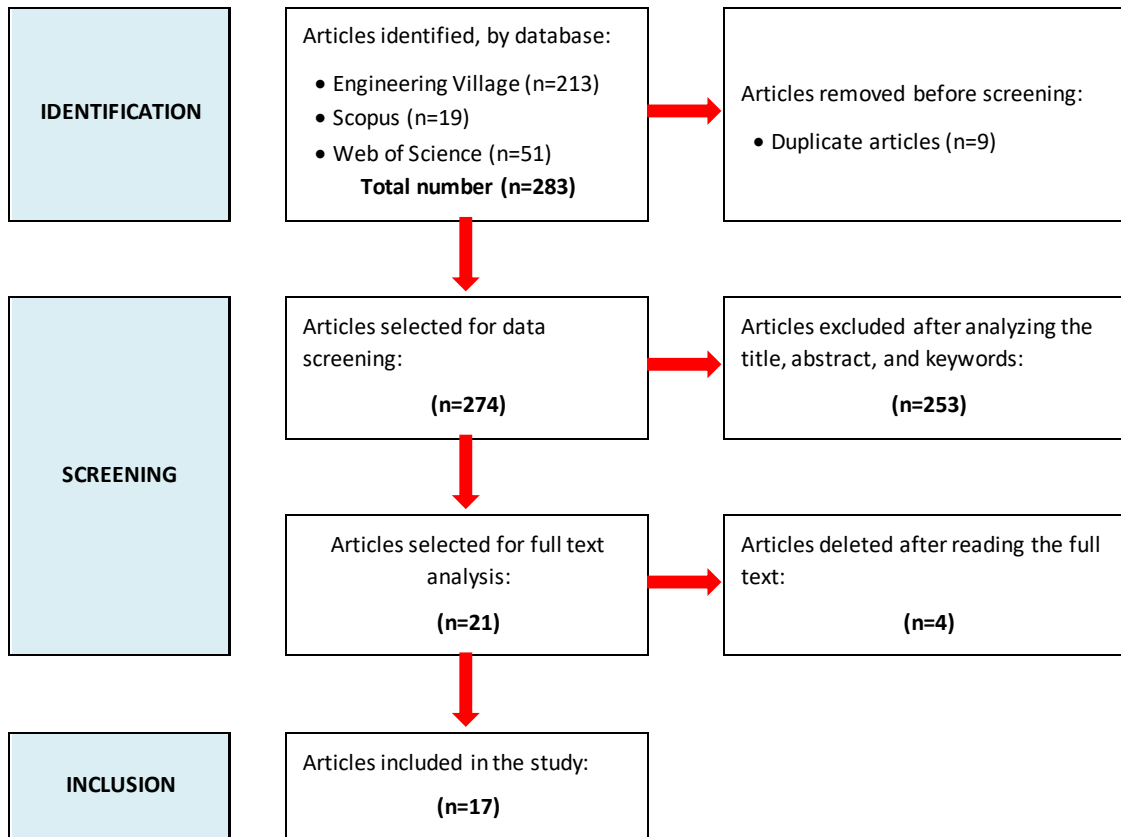 IDENTIFICATION
Articles identified, by database:
• Engineering Village (n=213)
• Scopus (n=19)
• Web of Science (n=51)
Total number (n=283)
Articles removed before screening:
• Duplicate articles (n=9)
SCREENING
Articles selected for data
screening:
(n=274)
Articles excluded after analyzing the
title, abstract, and keywords:
(n=253)
Articles selected for full text
analysis:
(n=21)
Articles deleted after reading the full
text:
(n=4)
INCLUSION
Articles included in the study:
(n=17)